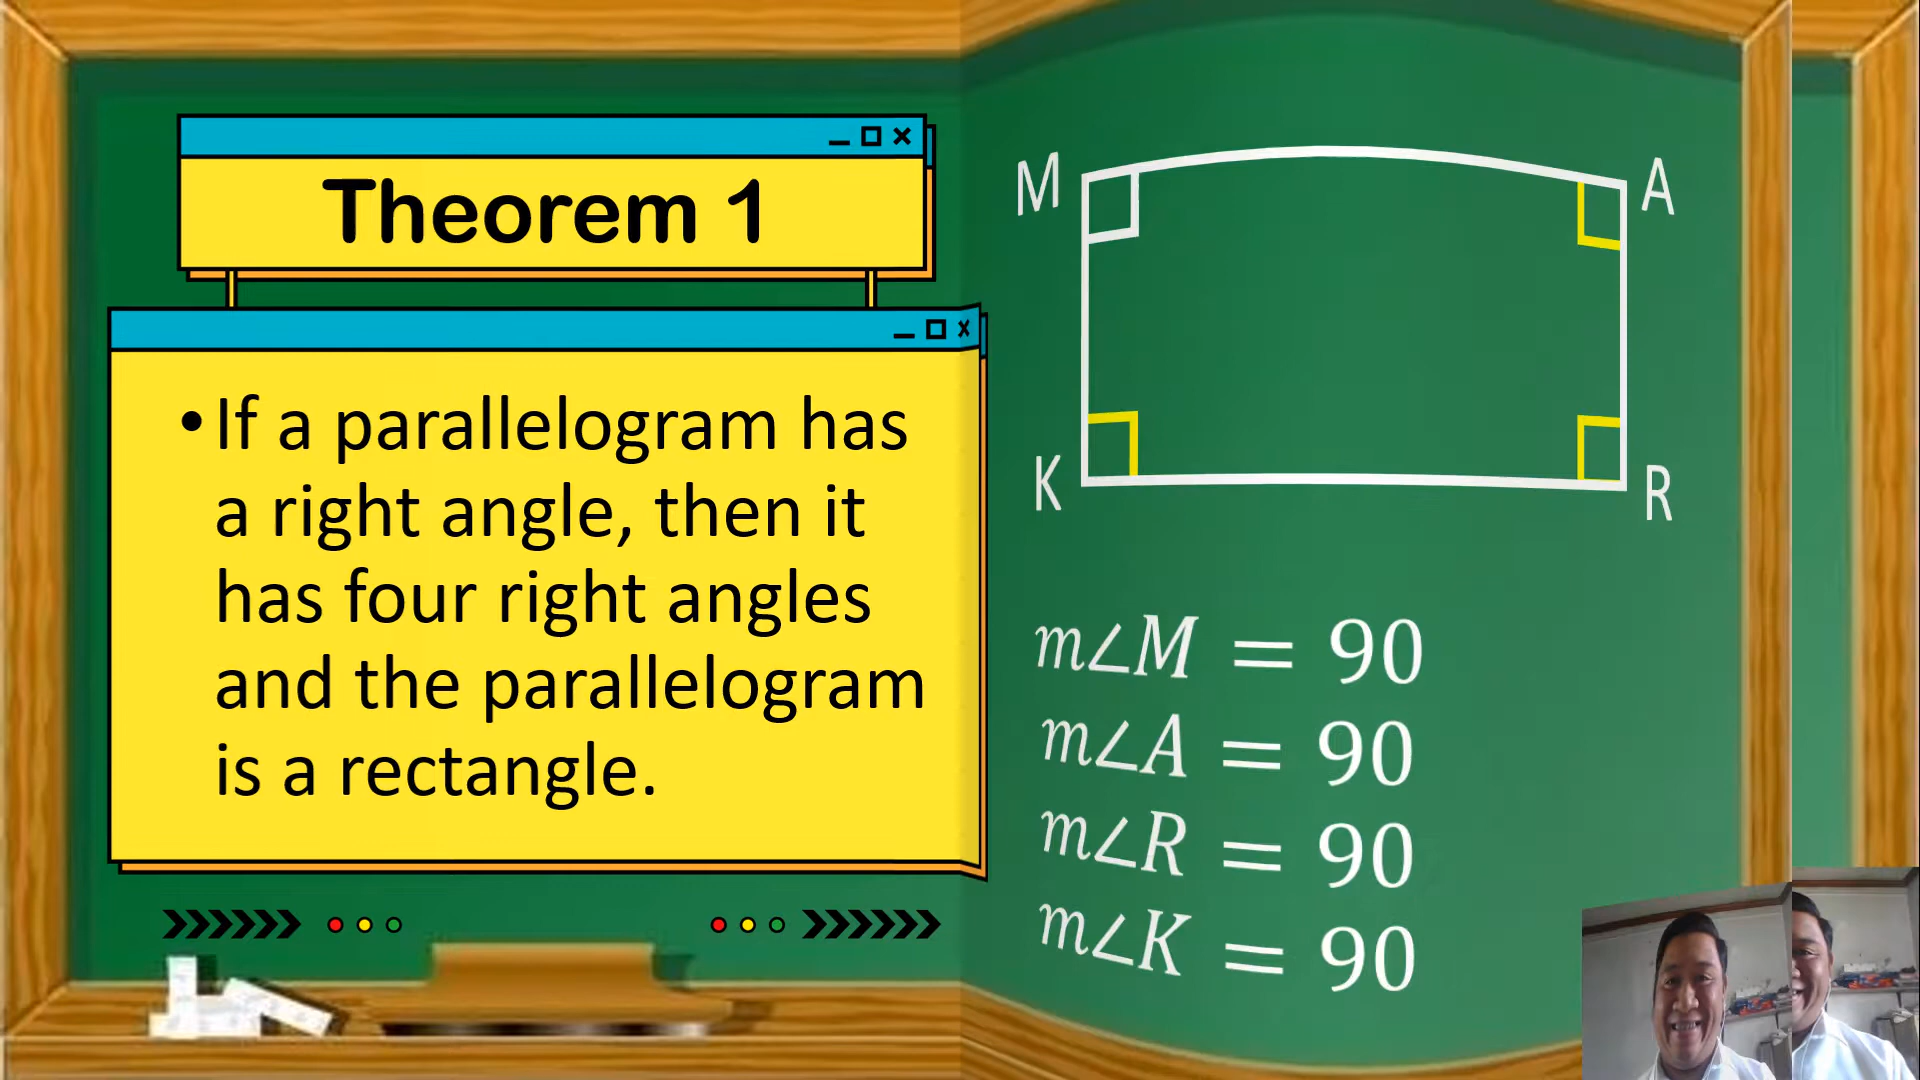 Theorem 1
•If a parallelogram has
a right angle, then it
has four right angles
and the parallelogram
is a rectangle.
M
A
K
R
m∠M = 90
m∠A = 90
m∠R = 90
m∠K = 90